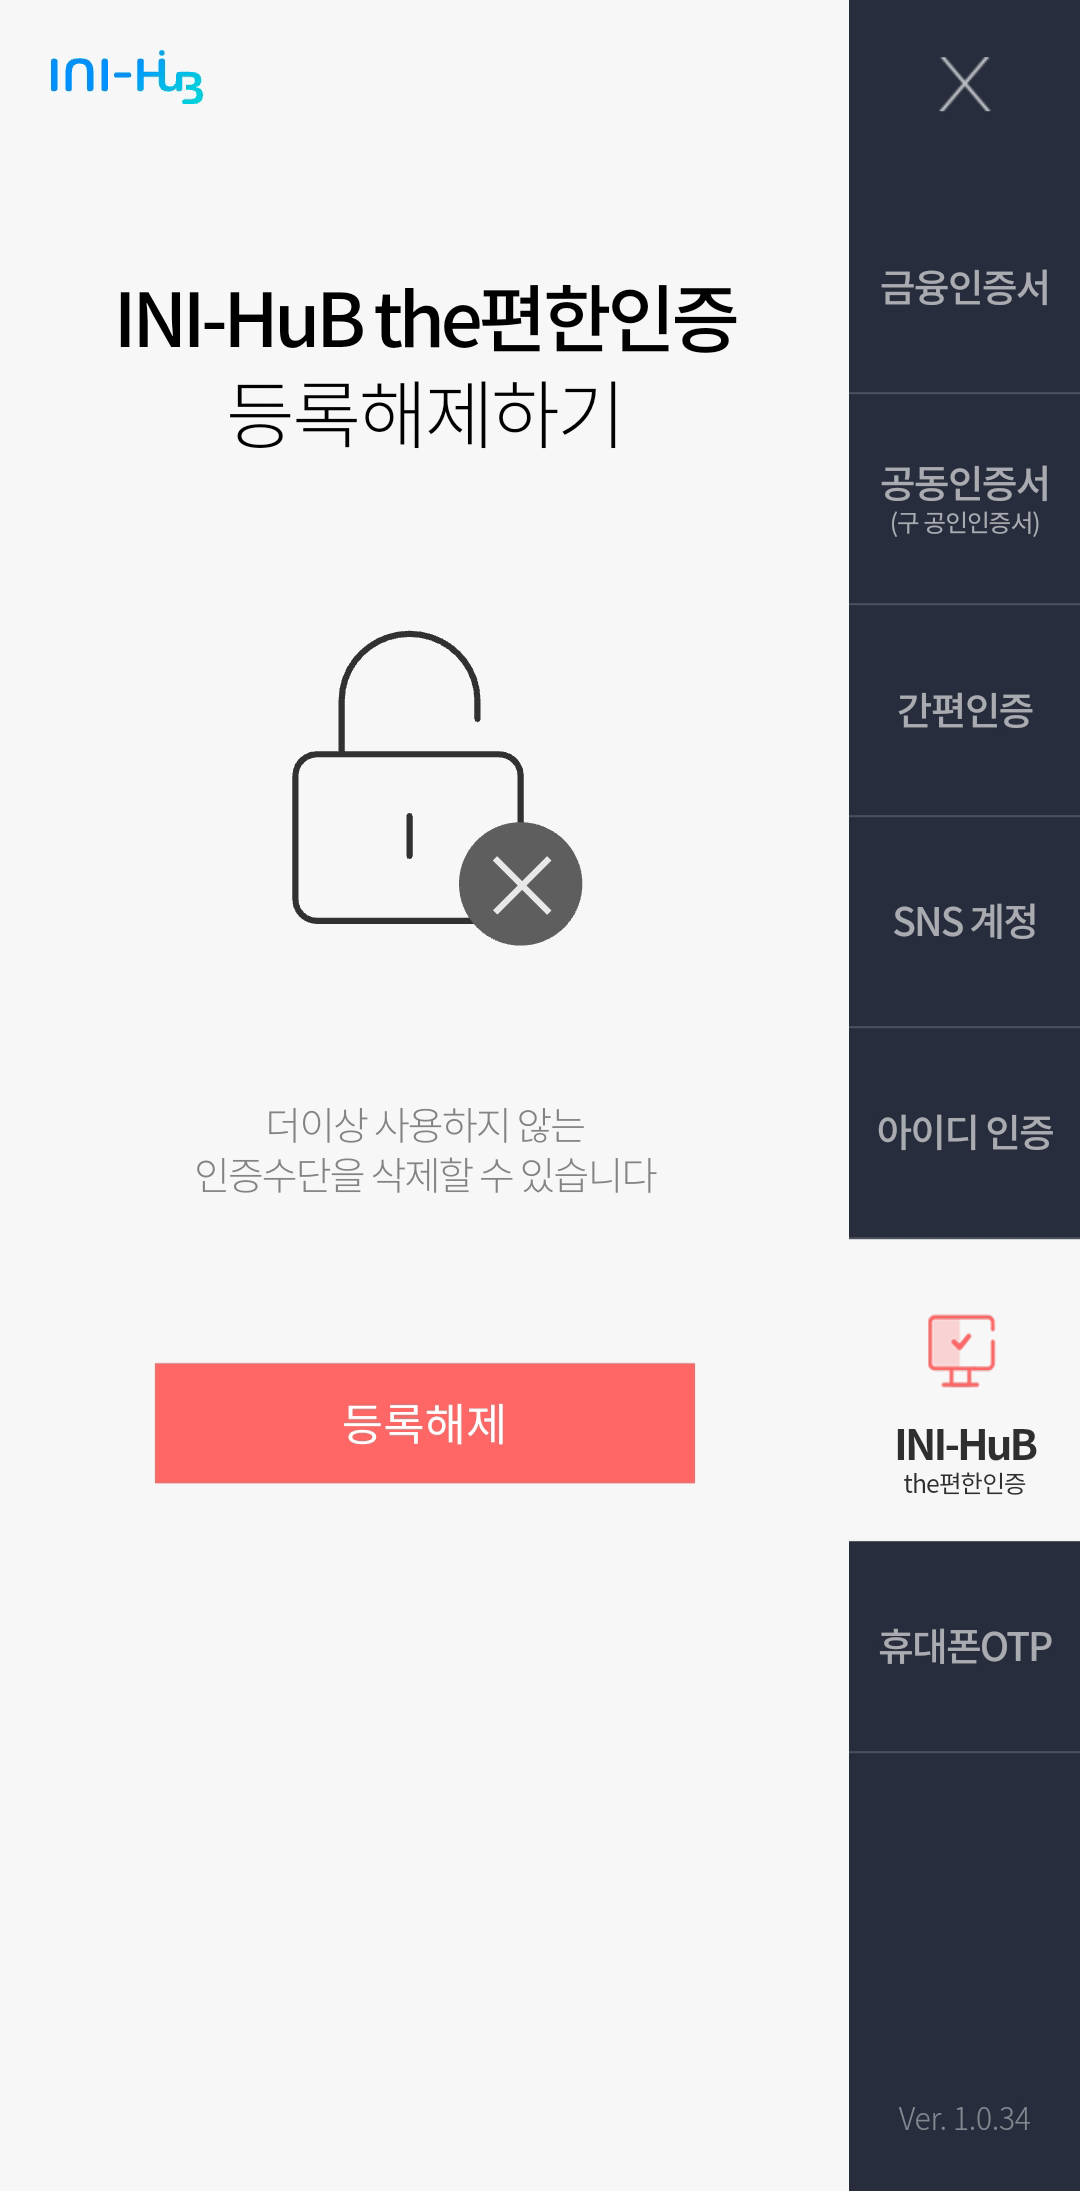 INI-HuB
INI-HuB the편한인증
등록해제하기
더이상 사용하지 않는
인증수단을 삭제할 수 있습니다
등록해제
금융인증서
공동인증서
(구 공인인증서)
간편인증
SNS 계정
아이디 인증
INI-HuB
the편한인증
휴대폰OTP
Ver. 1.0.34